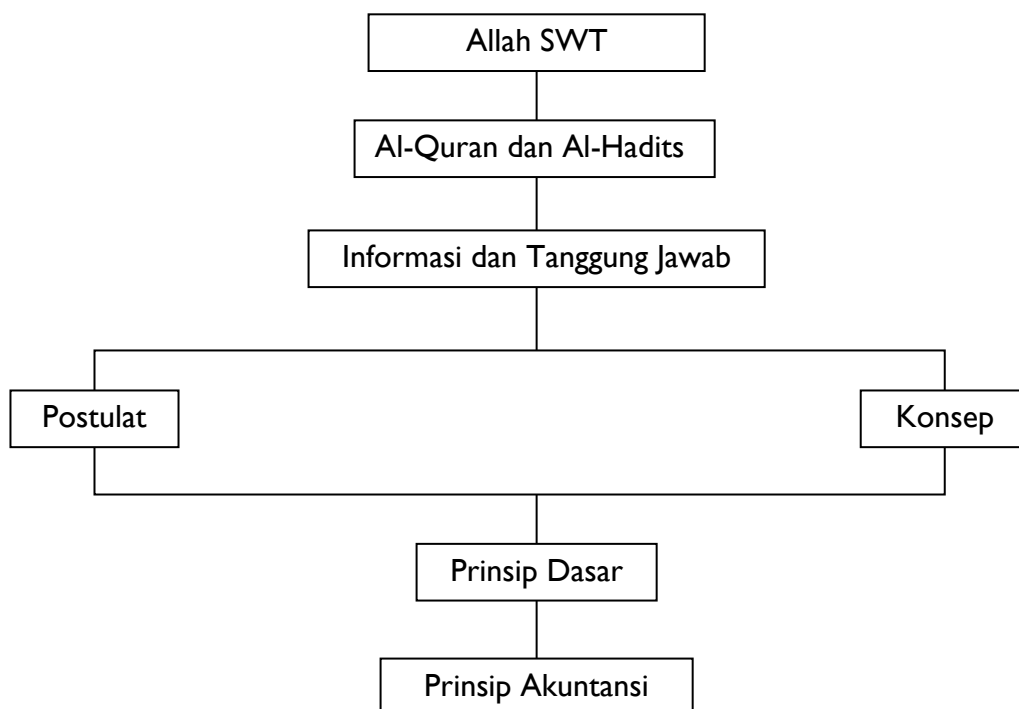 Allah SWT
Al-Quran dan Al-Hadits
Informasi dan Tanggung Jawab
Postulat
Konsep
Prinsip Dasar
Prinsip Akuntansi